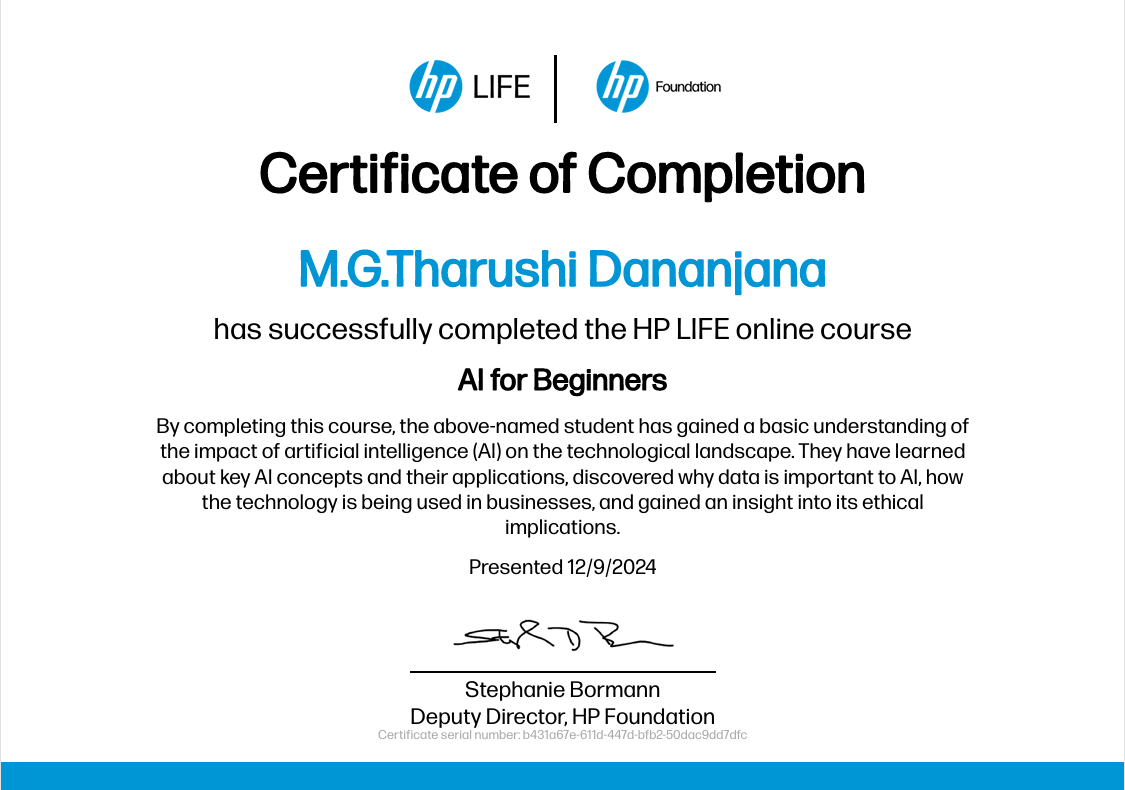 hp LIFE hp Foundation
Certificate of Completion
M.G.Tharushi Dananjana
has successfully completed the HP LIFE online course
AI for Beginners
By completing this course, the above-named student has gained a basic understanding of
the impact of artificial intelligence (AI) on the technological landscape. They have learned
about key AI concepts and their applications, discovered why data is important to AI, how
the technology is being used in businesses, and gained an insight into its ethical
implications.
Presented 12/9/2024
Stephanie Bormann
Deputy Director, HP Foundation
Certificate serial number: b431a67e-611d-447d-bfb2-50dac9dd7dfc